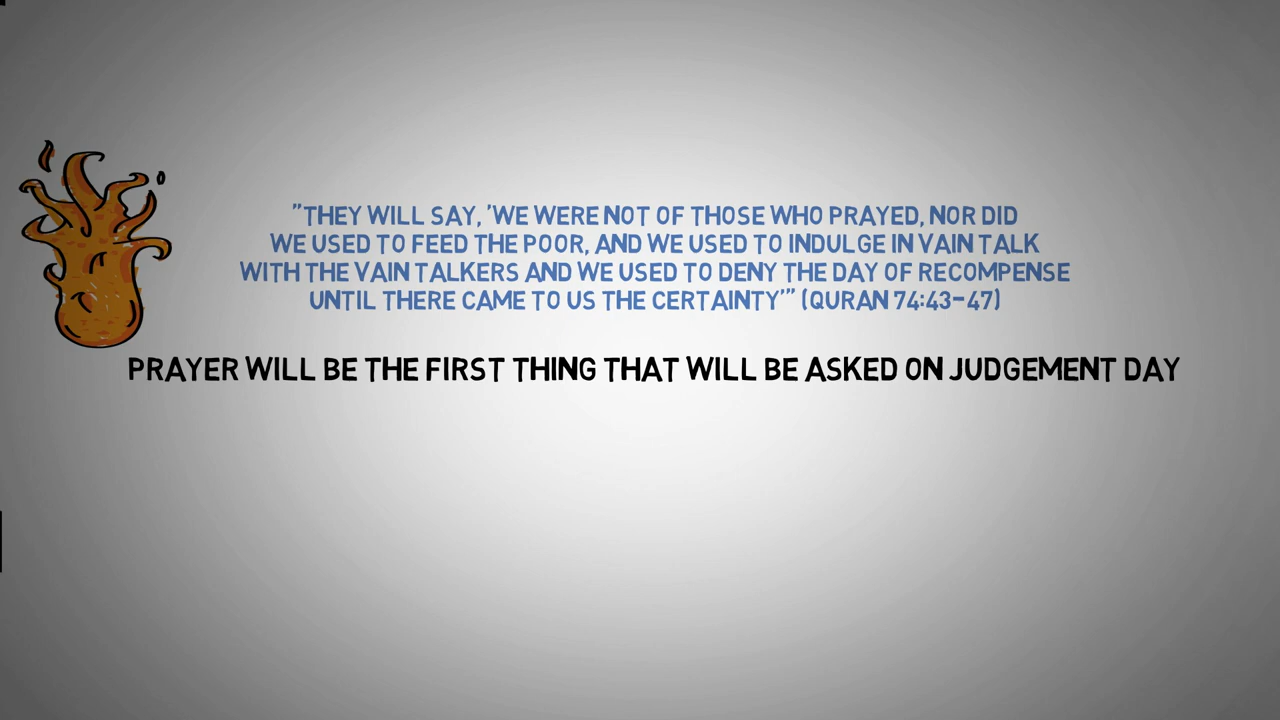 "THEY WILL SAY, 'WE WERE NOT OF THOSE WHO PRAYED, NOR DID
WE USED TO FEED THE POOR, AND WE USED TO INDULGE IN VAIN TALK
WITH THE VAIN TALKERS AND WE USED TO DENY THE DAY OF RECOMPENSE
UNTIL THERE CAME TO US THE CERTAINTY'" (QURAN 74:43-47)
PRAYER WILL BE THE FIRST THING THAT WILL BE ASKED ON JUDGEMENT DAY